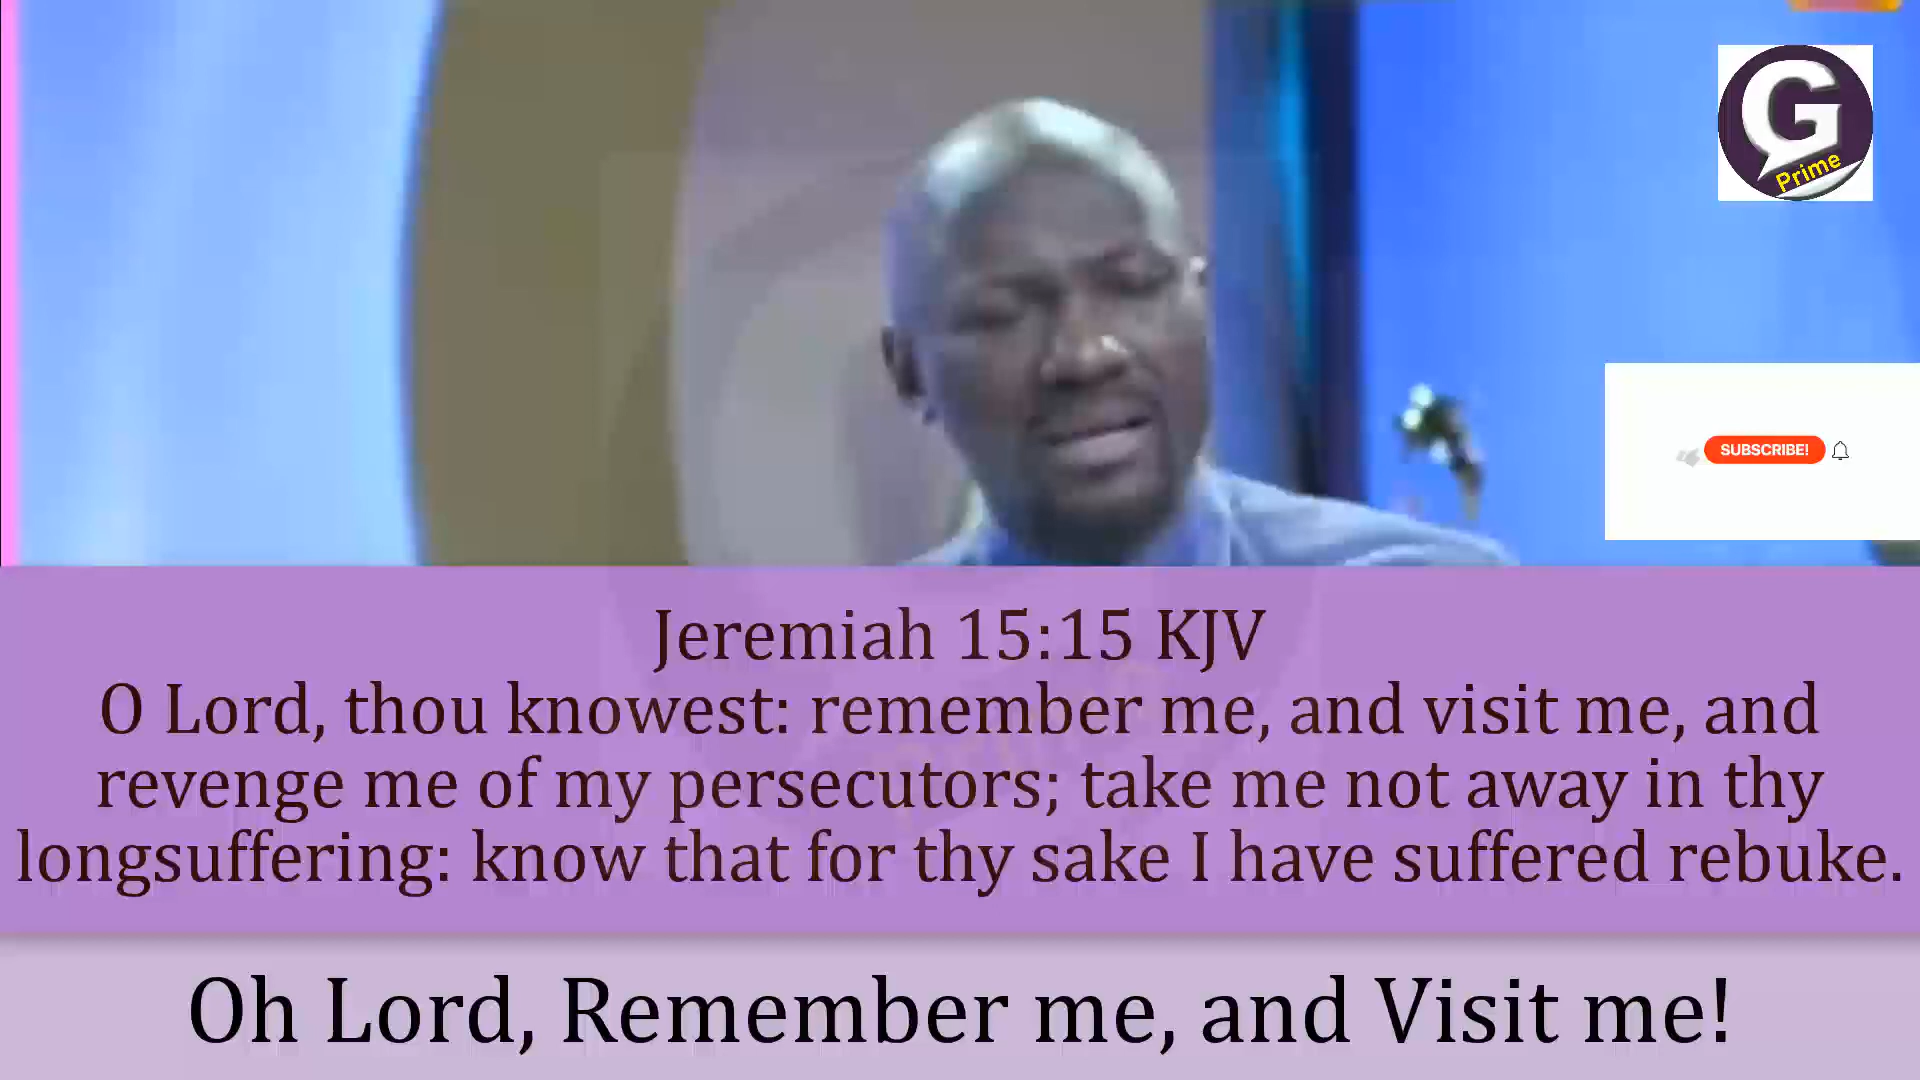 G
Prime
SUBSCRIBE!
Jeremiah 15:15 KJV
O Lord, thou knowest: remember me, and visit me, and
revenge me of my persecutors; take me not away in thy
longsuffering: know that for thy sake I have suffered rebuke.
Oh Lord, Remember me, and Visit me!